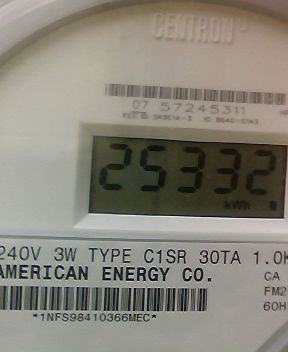 CENTRON®
07 57245311
25332
kWh
240V 3W TYPE C1SR 30TA 1.0K
AMERICAN ENERGY CO.
CA
FM2
60H
*1NFS98410366MEC*